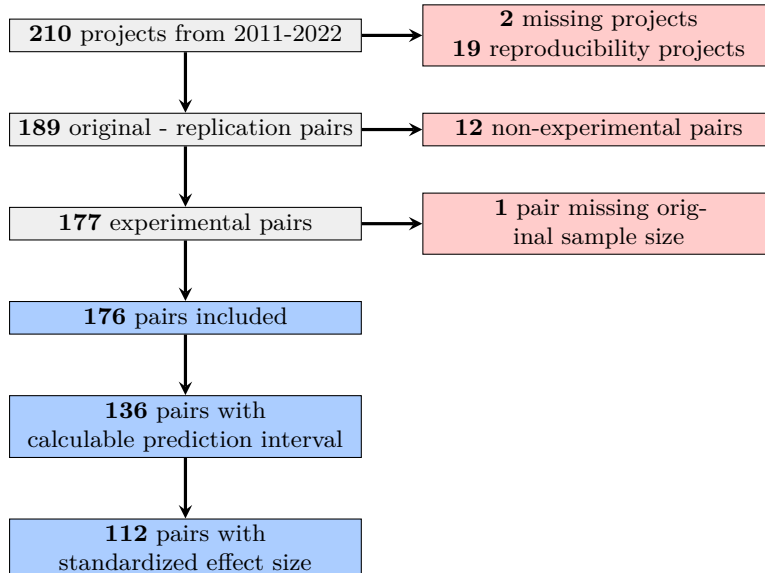 210 projects from 2011-2022
2 missing projects
19 reproducibility projects
189 original - replication pairs
12 non-experimental pairs
177 experimental pairs
1 pair missing orig-
inal sample size
176 pairs included
136 pairs with
calculable prediction interval
112 pairs with
standardized effect size